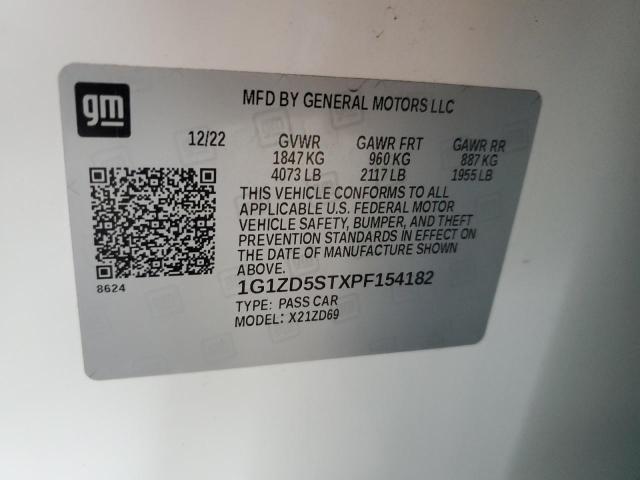 gm
MFD BY GENERAL MOTORS LLC
12/22 GVWR GAWR FRT GAWR RR
1847 KG 960 KG 887 KG
4073 LB 2117 LB 1955 LB
THIS VEHICLE CONFORMS TO ALL
APPLICABLE U.S. FEDERAL MOTOR
VEHICLE SAFETY, BUMPER, AND THEFT
PREVENTION STANDARDS IN EFFECT ON
THE DATE OF MANUFACTURE SHOWN
ABOVE.
8624
1G1ZD5STXPF154182
TYPE: PASS CAR
MODEL: X21ZD69